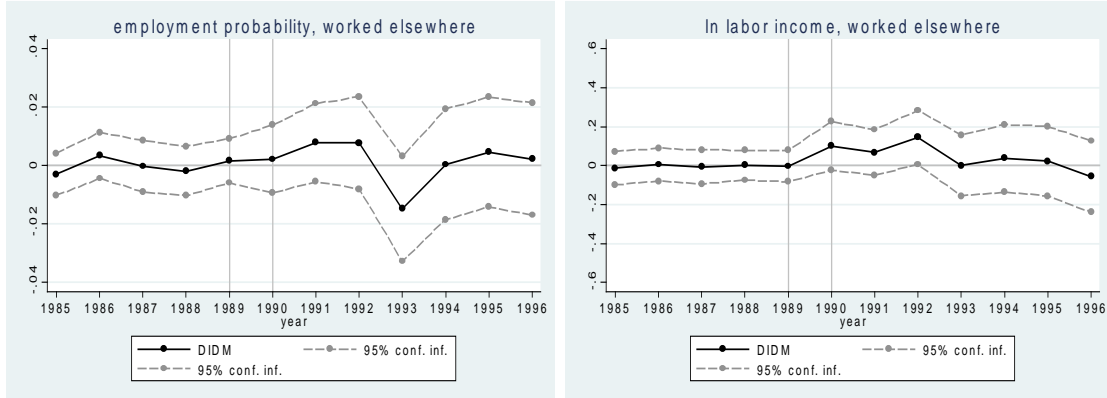 employment probability, worked elsewhere
.04
.02
0
-.02
-.04
1985 1986 1987 1988 1989 1990 1991 1992 1993 1994 1995 1996
year
DIDM 95% conf. inf.
95% conf. inf.
ln labor income, worked elsewhere
.6
.4
.2
0
-.2
-.4
-.6
1985 1986 1987 1988 1989 1990 1991 1992 1993 1994 1995 1996
year
DIDM 95% conf. inf.
95% conf. inf.